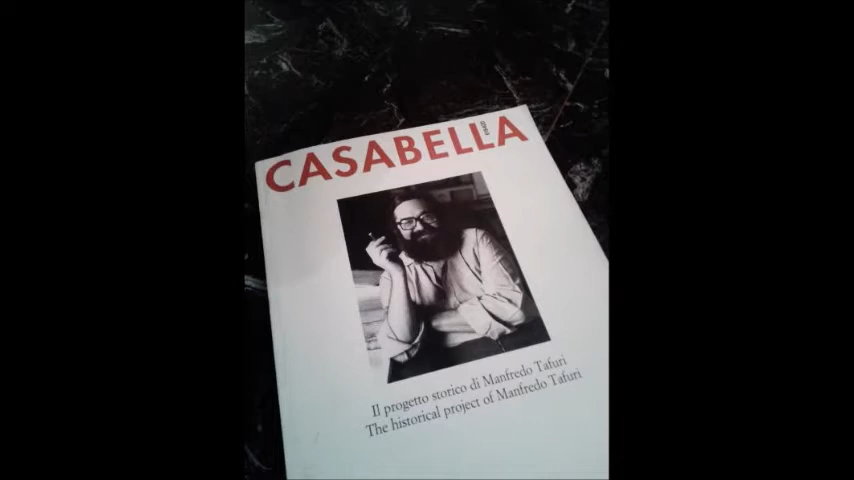 CASABELLA
Il progetto storico di Manfredo Tafuri
The historical project of Manfredo Tafuri